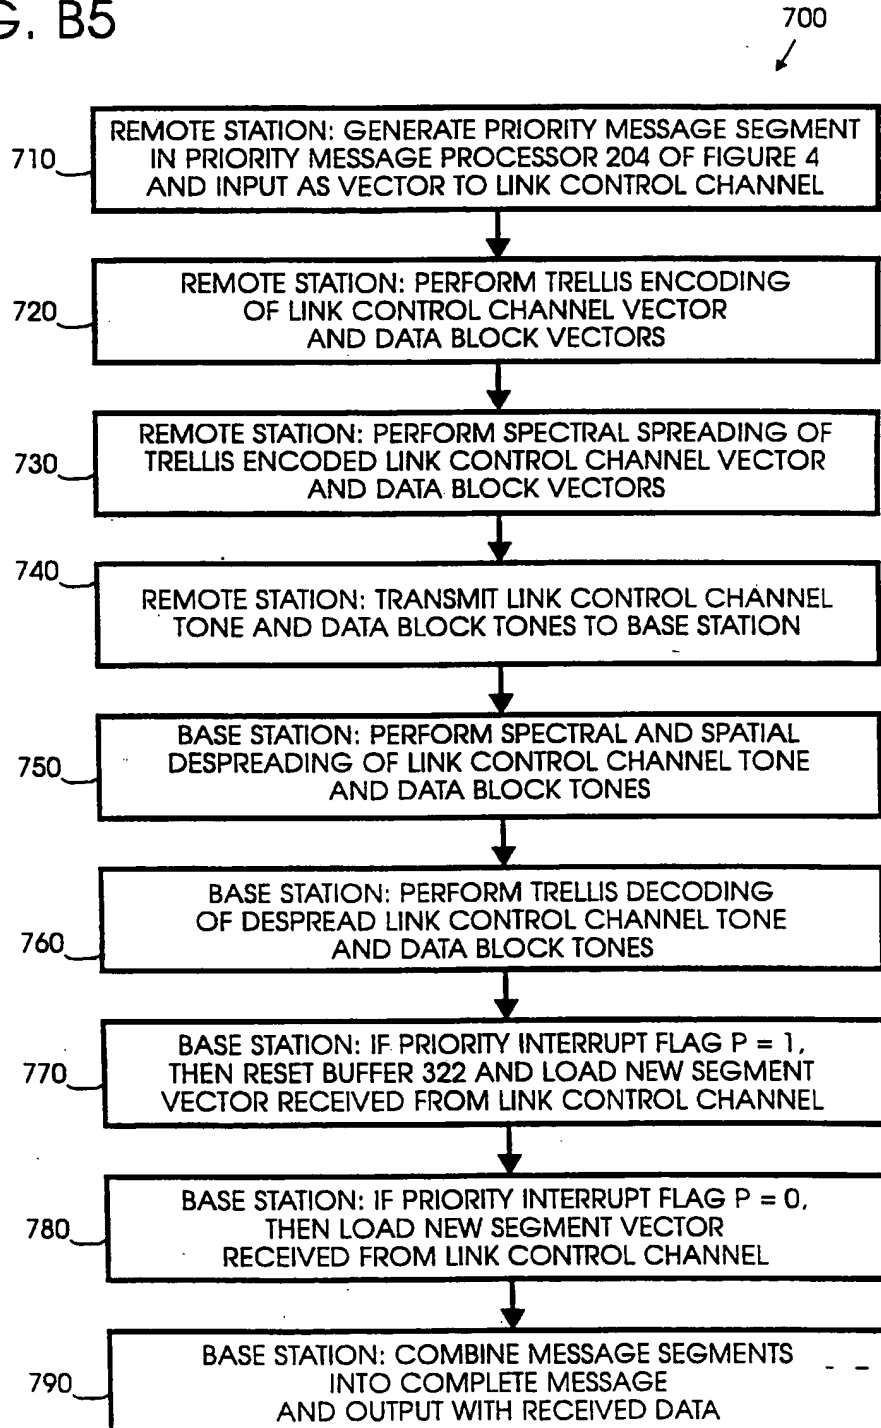 G. B5
700
710
REMOTE STATION: GENERATE PRIORITY MESSAGE SEGMENT
IN PRIORITY MESSAGE PROCESSOR 204 OF FIGURE 4
AND INPUT AS VECTOR TO LINK CONTROL CHANNEL
720
REMOTE STATION: PERFORM TRELLIS ENCODING
OF LINK CONTROL CHANNEL VECTOR
AND DATA BLOCK VECTORS
730
REMOTE STATION: PERFORM SPECTRAL SPREADING OF
TRELLIS ENCODED LINK CONTROL CHANNEL VECTOR
AND DATA BLOCK VECTORS
740
REMOTE STATION: TRANSMIT LINK CONTROL CHANNEL
TONE AND DATA BLOCK TONES TO BASE STATION
750
BASE STATION: PERFORM SPECTRAL AND SPATIAL
DESPREADING OF LINK CONTROL CHANNEL TONE
AND DATA BLOCK TONES
760
BASE STATION: PERFORM TRELLIS DECODING
OF DESPREAD LINK CONTROL CHANNEL TONE
AND DATA BLOCK TONES
770
BASE STATION: IF PRIORITY INTERRUPT FLAG P = 1,
THEN RESET BUFFER 322 AND LOAD NEW SEGMENT
VECTOR RECEIVED FROM LINK CONTROL CHANNEL
780
BASE STATION: IF PRIORITY INTERRUPT FLAG P = 0,
THEN LOAD NEW SEGMENT VECTOR
RECEIVED FROM LINK CONTROL CHANNEL
790
BASE STATION: COMBINE MESSAGE SEGMENTS
INTO COMPLETE MESSAGE
AND OUTPUT WITH RECEIVED DATA